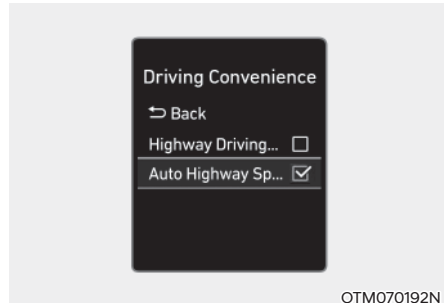 Driving Convenience
Back
Highway Driving...
Auto Highway Sp...
OTM070192N